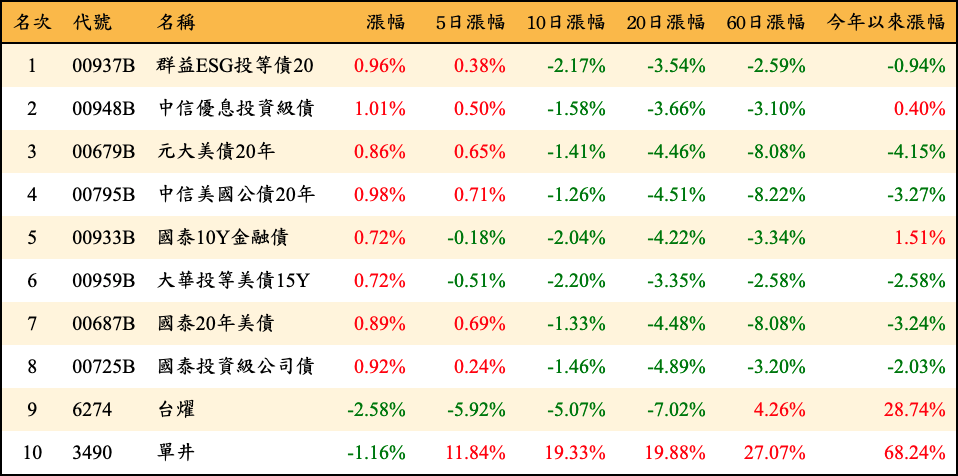 名次 代號 名稱 漲幅 5日漲幅 10日漲幅 20日漲幅 60日漲幅 今年以來漲幅
1 00937B 群益ESG投等債20 0.96% 0.38% -2.17% -3.54% -2.59% -0.94%
2 00948B 中信優息投資級債 1.01% 0.50% -1.58% -3.66% -3.10% 0.40%
3 00679B 元大美債20年 0.86% 0.65% -1.41% -4.46% -8.08% -4.15%
4 00795B 中信美國公債20年 0.98% 0.71% -1.26% -4.51% -8.22% -3.27%
5 00933B 國泰10Y金融債 0.72% -0.18% -2.04% -4.22% -3.34% 1.51%
6 00959B 大華投等美債15Y 0.72% -0.51% -2.20% -3.35% -2.58% -2.58%
7 00687B 國泰20年美債 0.89% 0.69% -1.33% -4.48% -8.08% -3.24%
8 00725B 國泰投資級公司債 0.92% 0.24% -1.46% -4.89% -3.20% -2.03%
9 6274 台燿 -2.58% -5.92% -5.07% -7.02% 4.26% 28.74%
10 3490 單井 -1.16% 11.84% 19.33% 19.88% 27.07% 68.24%